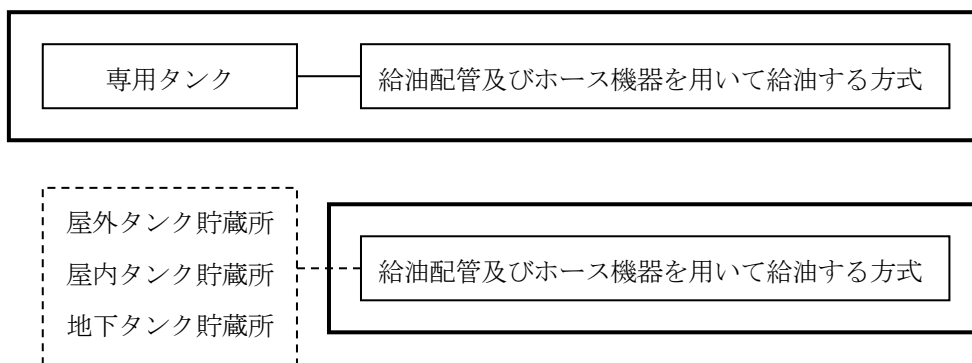 専用タンク
給油配管及びホース機器を用いて給油する方式
屋外タンク貯蔵所
屋内タンク貯蔵所
地下タンク貯蔵所
給油配管及びホース機器を用いて給油する方式